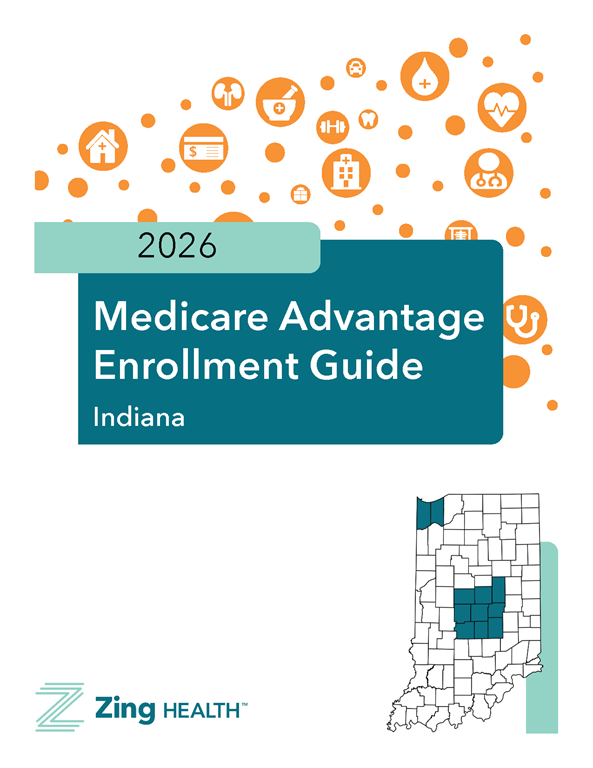 2026
Medicare Advantage
Enrollment Guide
Indiana
$
Zing HEALTH™